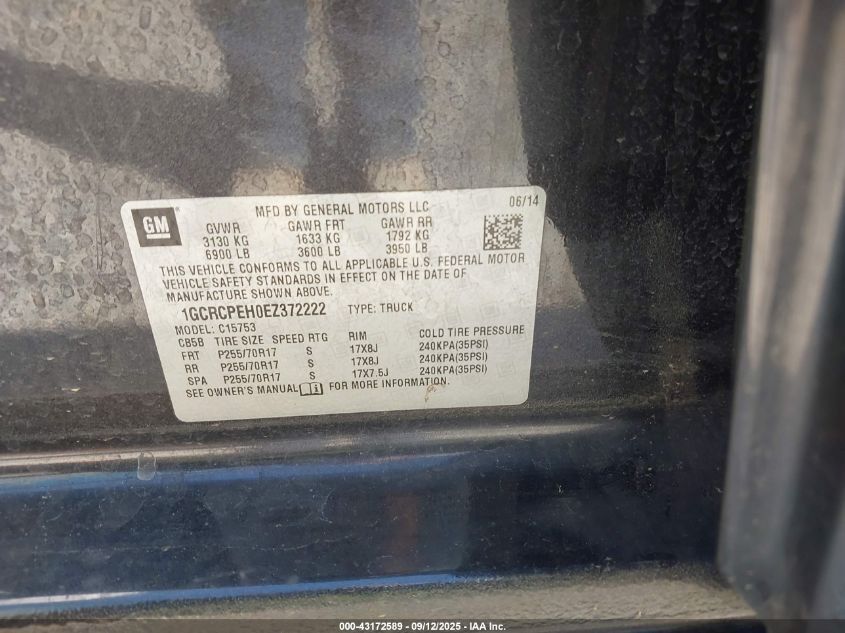 GM
MFD BY GENERAL MOTORS LLC 06/14
GVWR GAWR FRT GAWR RR
3130 KG 1633 KG 1792 KG
6900 LB 3600 LB 3950 LB
THIS VEHICLE CONFORMS TO ALL APPLICABLE U.S. FEDERAL MOTOR
VEHICLE SAFETY STANDARDS IN EFFECT ON THE DATE OF
MANUFACTURE SHOWN ABOVE.
1GCRCPEH0EZ372222 TYPE: TRUCK
MODEL: C15753
C85B TIRE SIZE SPEED RTG RIM COLD TIRE PRESSURE
FRT P255/70R17 S 17X8J 240KPA(35PSI)
RR P255/70R17 S 17X8J 240KPA(35PSI)
SPA P255/70R17 S 17X7.5J 240KPA(35PSI)
SEE OWNER'S MANUAL FOR MORE INFORMATION.
000-43172589 - 09/12/2025 - IAA Inc.